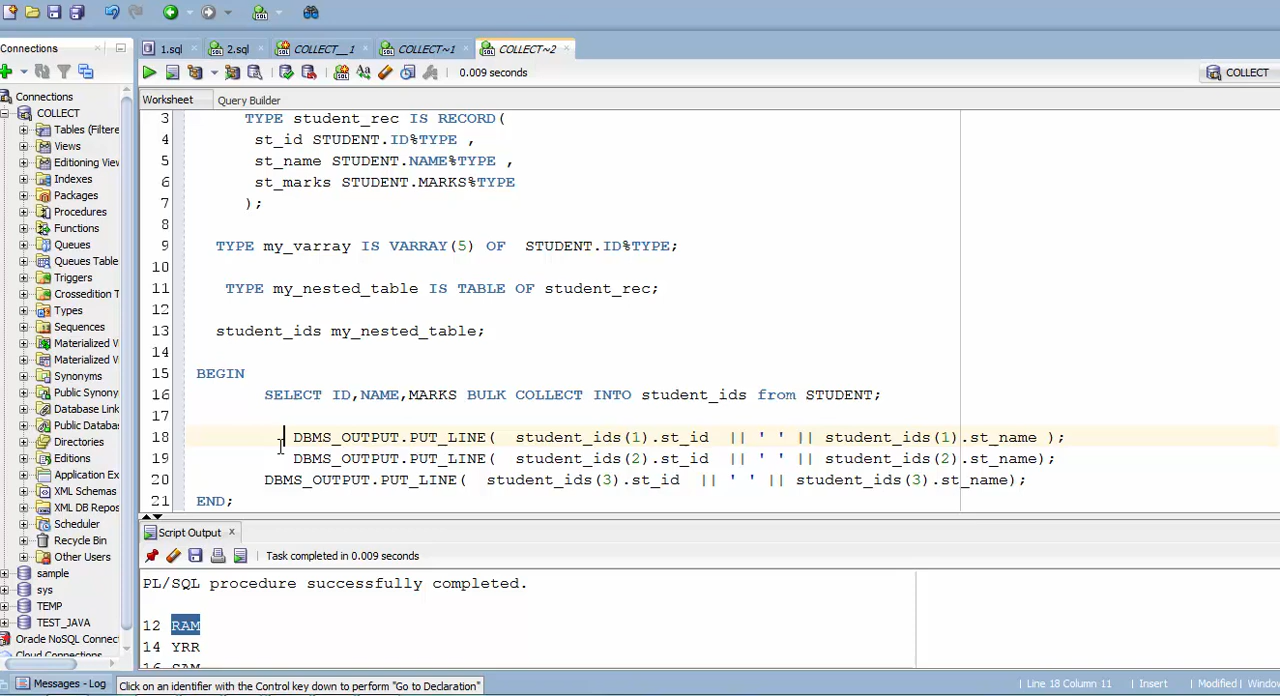 1.sql 2.sql COLLECT__1 COLLECT~1 COLLECT~2
Connections
0.009 seconds COLLECT
Worksheet Query Builder
Connections
COLLECT
Tables (Filtere
Views
Editioning View
Indexes
Packages
Procedures
Functions
Queues
Queues Table
Triggers
Crossedition T
Types
Sequences
Materialized V
Materialized V
Synonyms
Public Synony
Database Link
Public Databa
Directories
Editions
Application Ex
XML Schemas
XML DB Repos
Scheduler
Recycle Bin
Other Users
sample
sys
TEMP
TEST_JAVA
Oracle NoSQL Connect
Cloud Connections
3 TYPE student_rec IS RECORD(
4 st_id STUDENT.ID%TYPE ,
5 st_name STUDENT.NAME%TYPE ,
6 st_marks STUDENT.MARKS%TYPE
7 );
8
9 TYPE my_varray IS VARRAY(5) OF STUDENT.ID%TYPE;
10
11 TYPE my_nested_table IS TABLE OF student_rec;
12
13 student_ids my_nested_table;
14
15 BEGIN
16 SELECT ID,NAME,MARKS BULK COLLECT INTO student_ids from STUDENT;
17
18 DBMS_OUTPUT.PUT_LINE( student_ids(1).st_id || ' ' || student_ids(1).st_name );
19 DBMS_OUTPUT.PUT_LINE( student_ids(2).st_id || ' ' || student_ids(2).st_name);
20 DBMS_OUTPUT.PUT_LINE( student_ids(3).st_id || ' ' || student_ids(3).st_name);
21 END;
Script Output
Task completed in 0.009 seconds
PL/SQL procedure successfully completed.
12 RAM
14 YRR
16 SAM
Messages - Log Click on an identifier with the Control key down to perform "Go to Declaration" Line 18 Column 11 Insert Modified Window